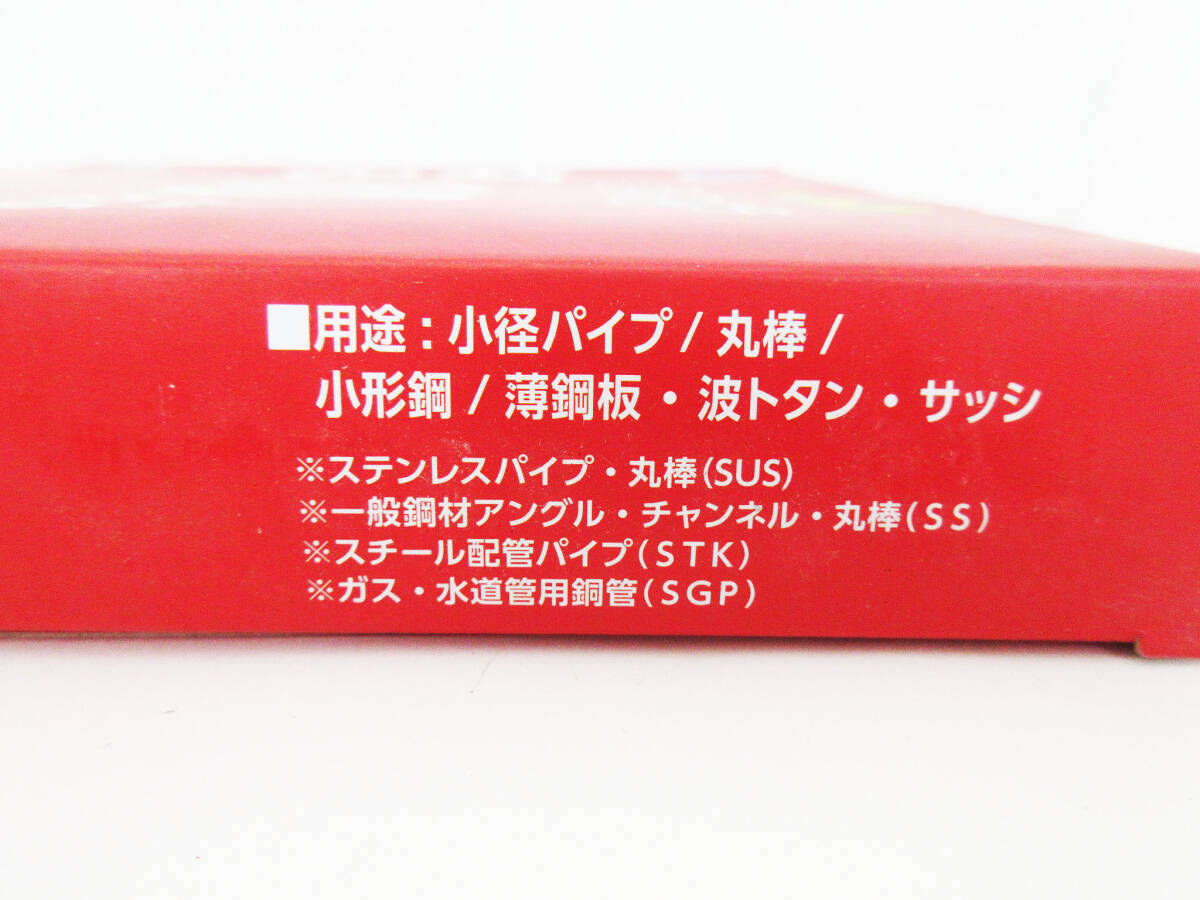 ■用途：小径パイプ/丸棒/
小形鋼/薄鋼板・波トタン・サッシ
※ステンレスパイプ・丸棒(SUS)
※一般鋼材アングル・チャンネル・丸棒(SS)
※スチール配管パイプ(STK)
※ガス・水道管用銅管(SGP)